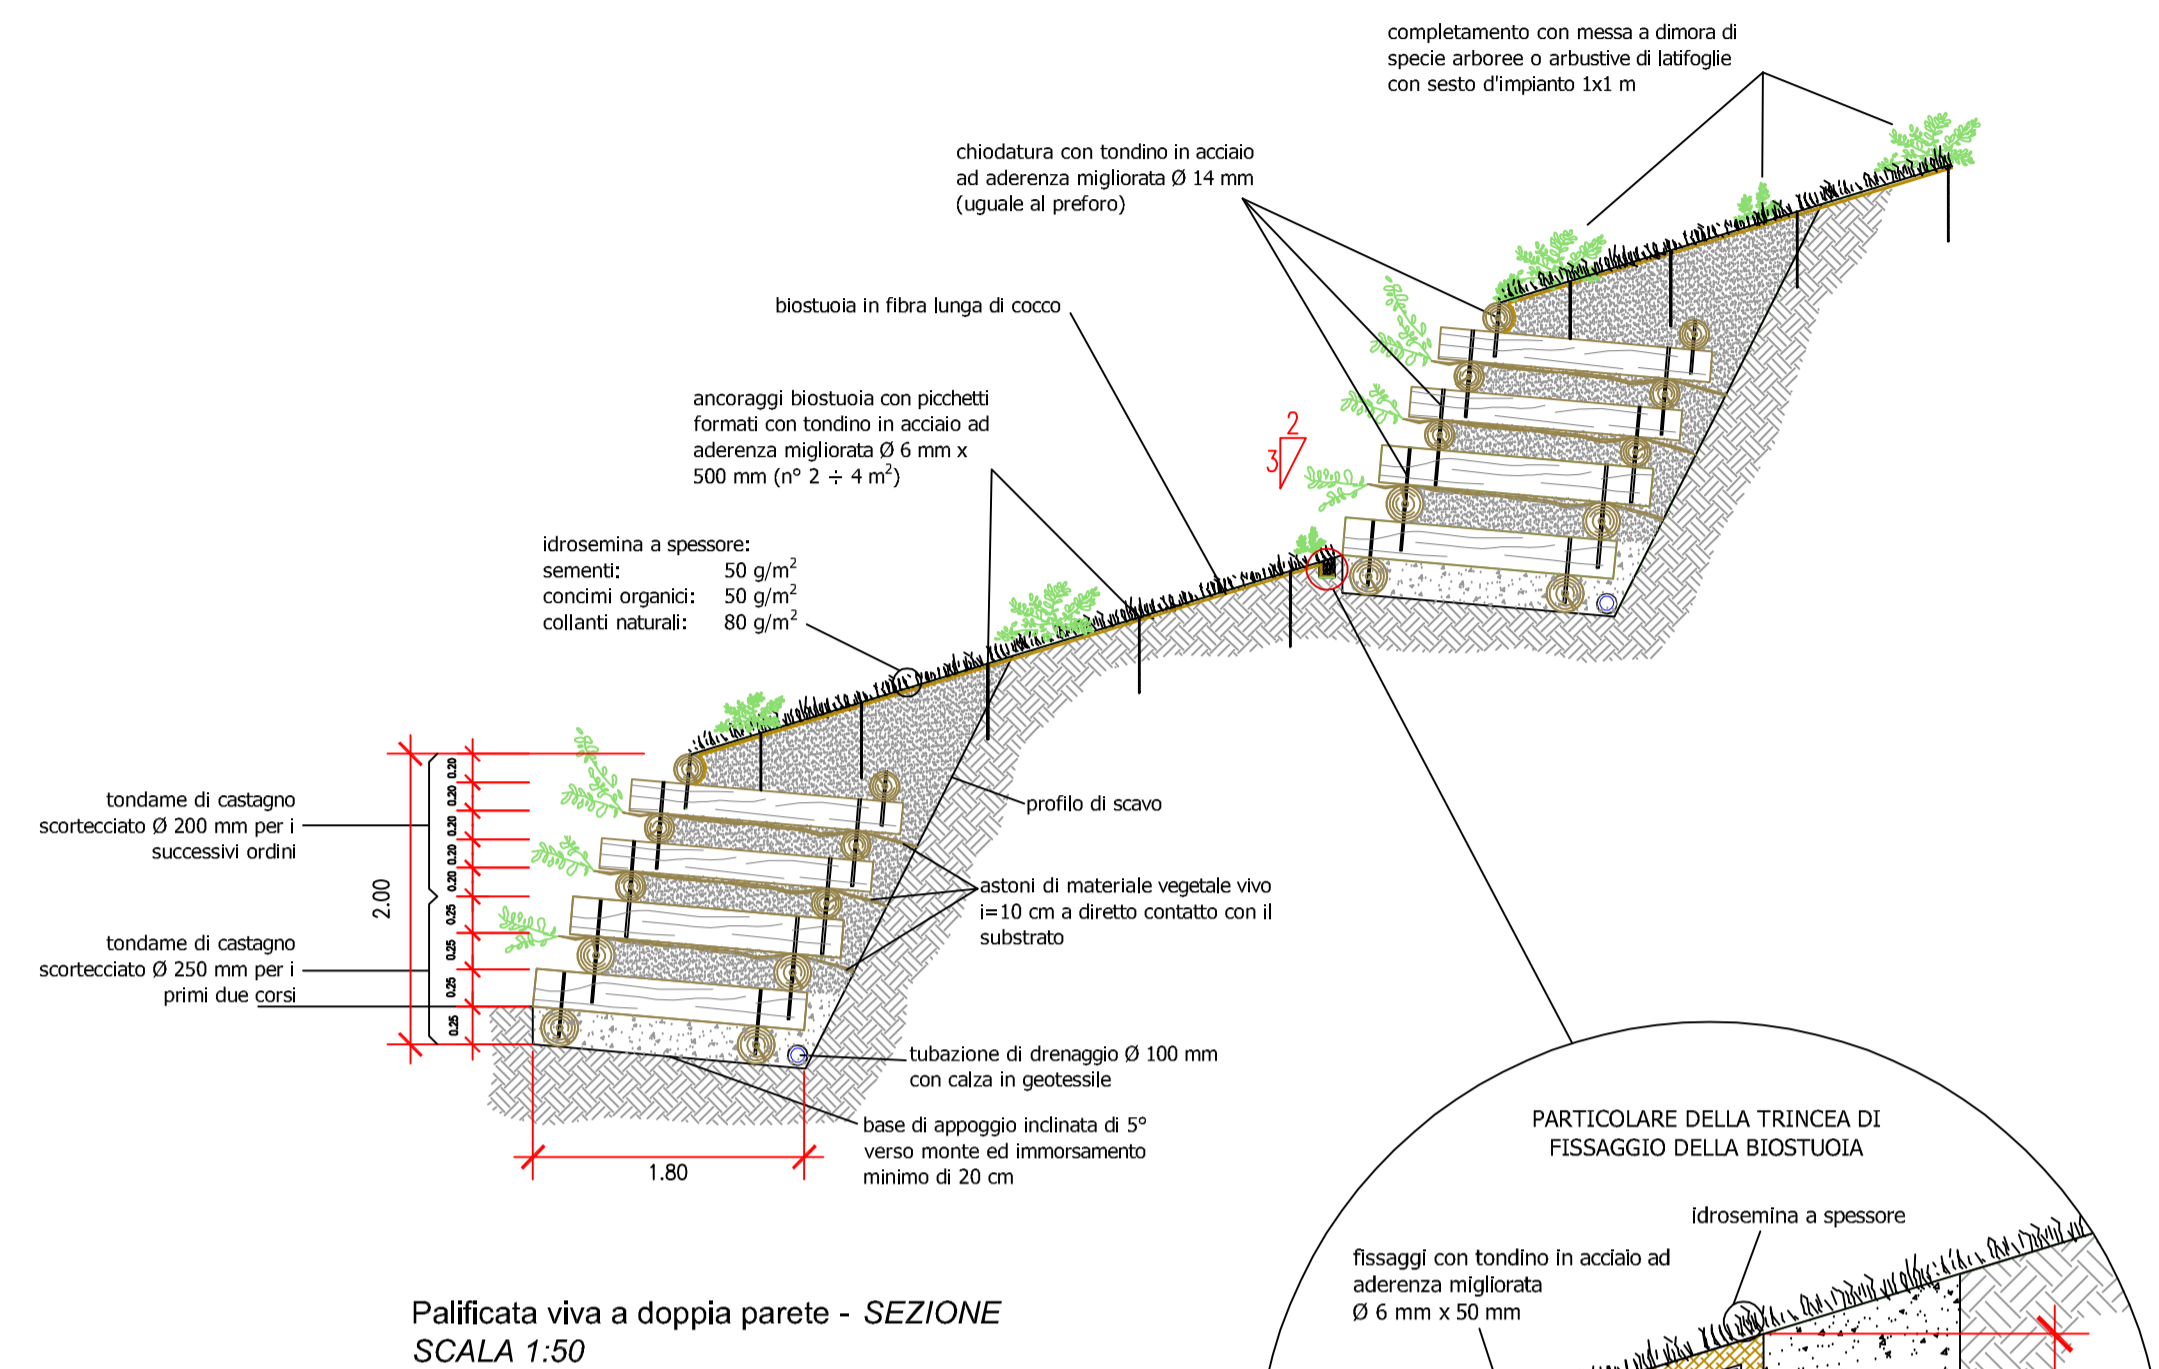 completamento con messa a dimora di
specie arboree o arbustive di latifoglie
con sesto d'impianto 1x1 m
chiodatura con tondino in acciaio
ad aderenza migliorata Ø 14 mm
(uguale al preforo)
biostuoia in fibra lunga di cocco
ancoraggi biostuoia con picchetti
formati con tondino in acciaio ad
aderenza migliorata Ø 6 mm x
500 mm (n° 2 ÷ 4 m²)
2
3
idrosemina a spessore:
sementi: 50 g/m²
concimi organici: 50 g/m²
collanti naturali: 80 g/m²
tondame di castagno
scortecciato Ø 200 mm per i
successivi ordini
tondame di castagno
scortecciato Ø 250 mm per i
primi due corsi
2.00
0.20
0.20
0.20
0.20
0.20
0.25
0.25
0.25
0.25
1.80
profilo di scavo
astoni di materiale vegetale vivo
i=10 cm a diretto contatto con il
substrato
tubazione di drenaggio Ø 100 mm
con calza in geotessile
base di appoggio inclinata di 5°
verso monte ed immorsamento
minimo di 20 cm
PARTICOLARE DELLA TRINCEA DI
FISSAGGIO DELLA BIOSTUOIA
idrosemina a spessore
fissaggi con tondino in acciaio ad
aderenza migliorata
Ø 6 mm x 50 mm
Palificata viva a doppia parete - SEZIONE
SCALA 1:50